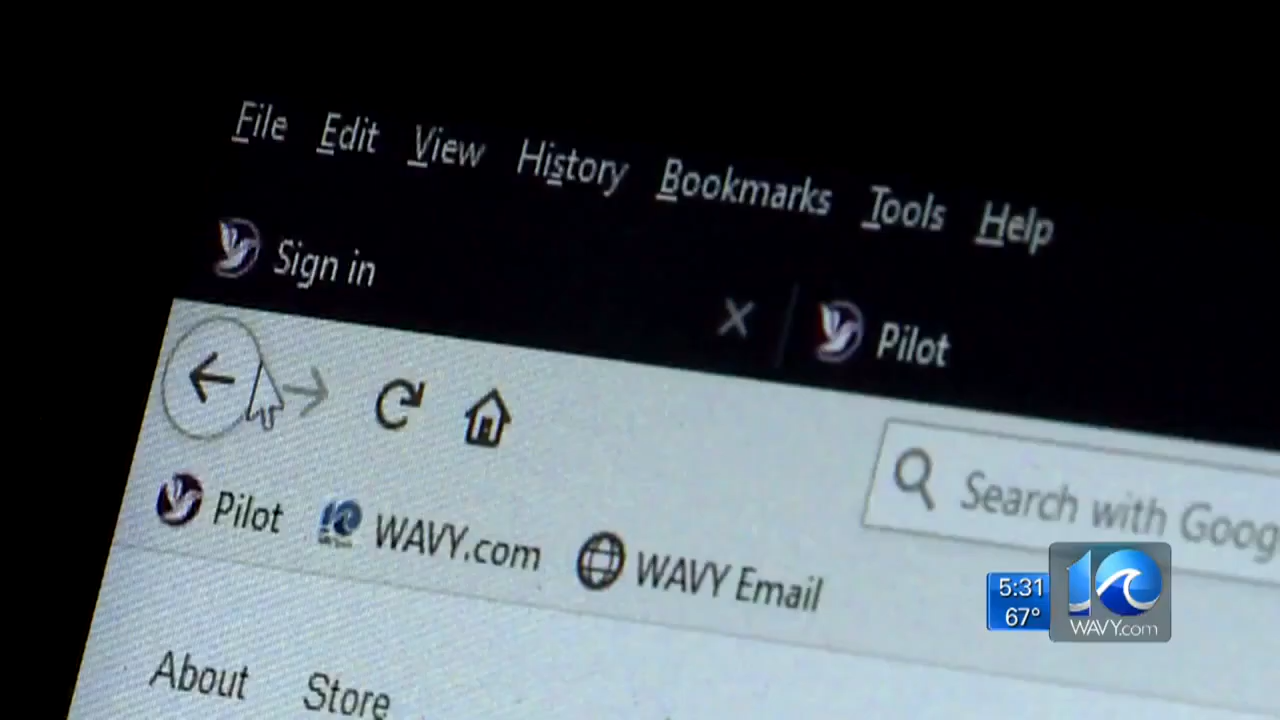 File Edit View History Bookmarks Tools Help
Sign in
Pilot
Search with Goog
Pilot WAVY.com WAVY Email
5:31
67°
10
WAVY.com
About Store